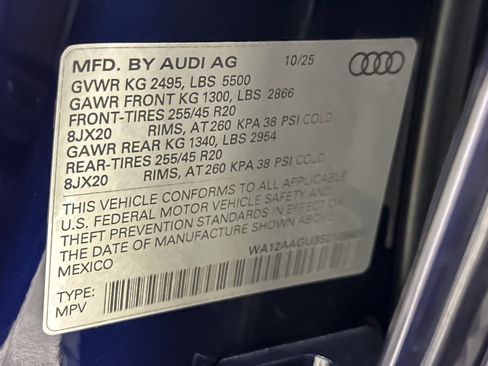 MFD. BY AUDI AG 10/25
GVWR KG 2495, LBS 5500
GAWR FRONT KG 1300, LBS 2866
FRONT-TIRES 255/45 R20
8JX20 RIMS, AT 260 KPA 38 PSI COLD
GAWR REAR KG 1340, LBS 2954
REAR-TIRES 255/45 R20
8JX20 RIMS, AT 260 KPA 38 PSI COLD
THIS VEHICLE CONFORMS TO ALL APPLICABLE
U.S. FEDERAL MOTOR VEHICLE SAFETY AND
THEFT PREVENTION STANDARDS IN EFFECT ON
THE DATE OF MANUFACTURE SHOWN ABOVE.
MEXICO
TYPE:
MPV